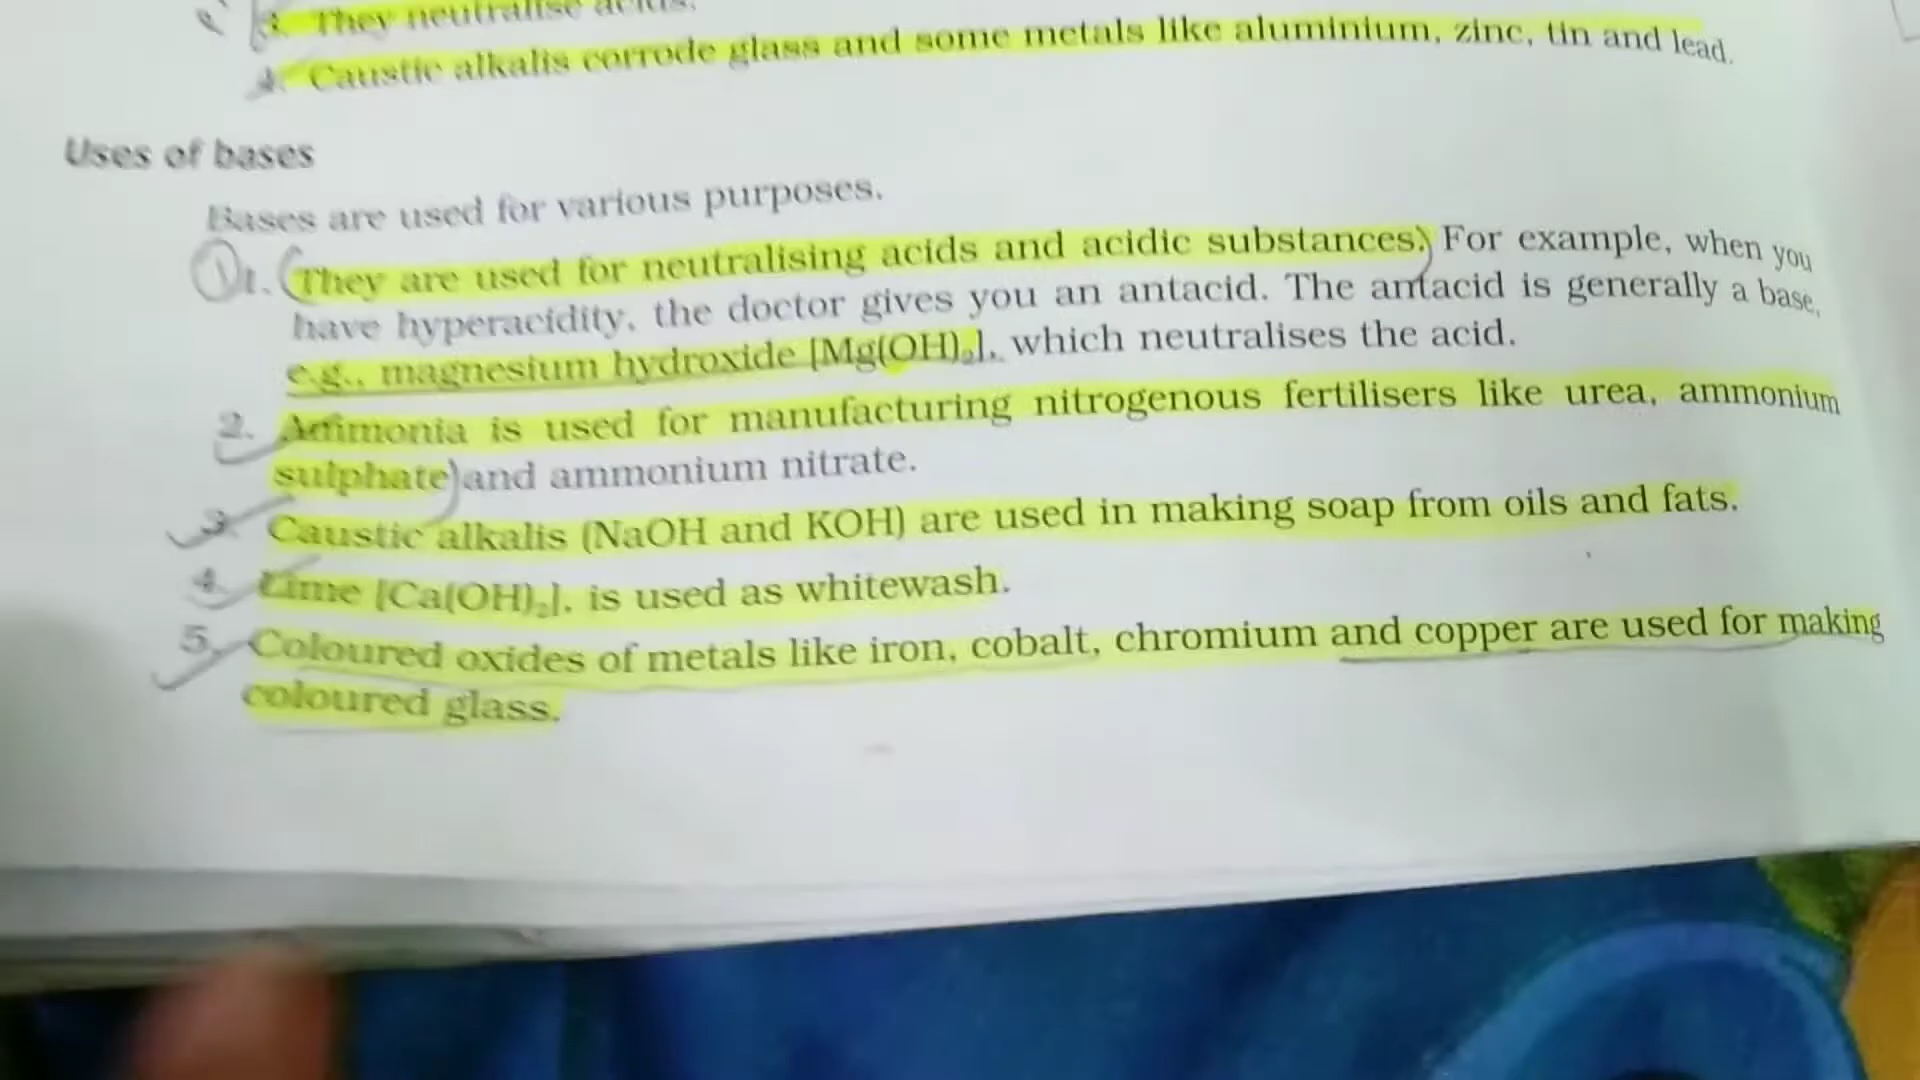 3. They neutralise acids.
4. Caustic alkalis corrode glass and some metals like aluminium, zinc, tin and lead.
Uses of bases
Bases are used for various purposes.
1. They are used for neutralising acids and acidic substances. For example, when you
have hyperacidity, the doctor gives you an antacid. The antacid is generally a base,
e.g., magnesium hydroxide [Mg(OH)₂], which neutralises the acid.
2. Ammonia is used for manufacturing nitrogenous fertilisers like urea, ammonium
sulphate and ammonium nitrate.
3. Caustic alkalis (NaOH and KOH) are used in making soap from oils and fats.
4. Lime [Ca(OH)₂], is used as whitewash.
5. Coloured oxides of metals like iron, cobalt, chromium and copper are used for making
coloured glass.